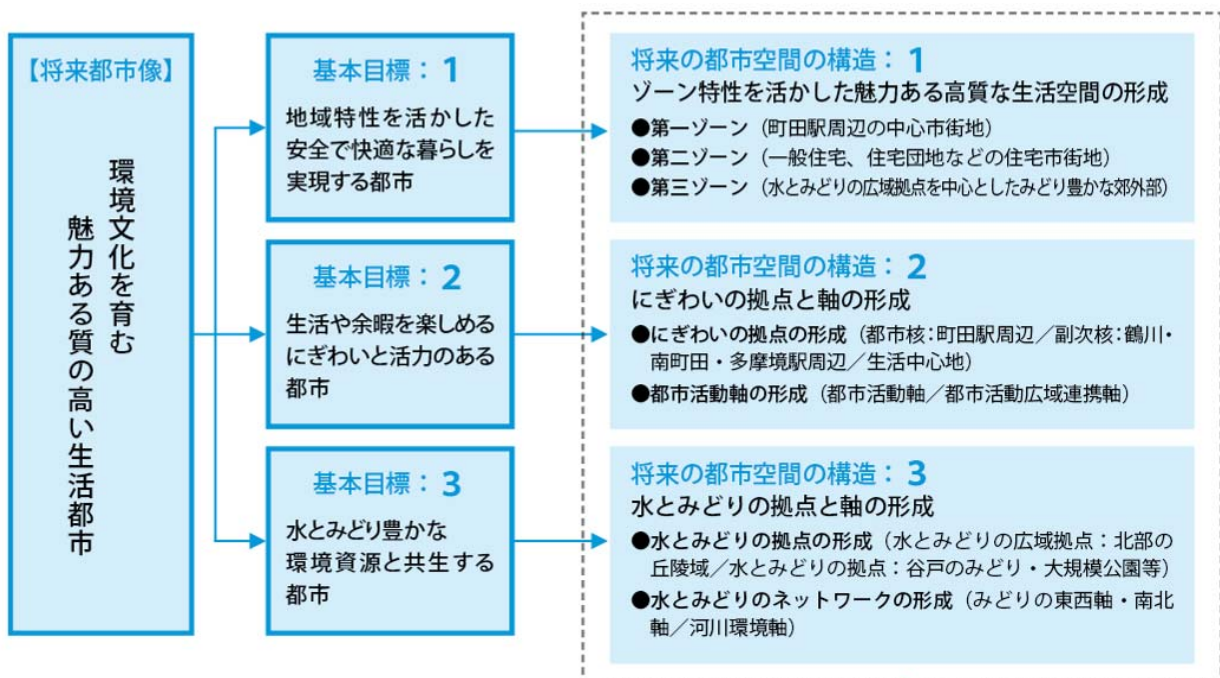 【将来都市像】
環境文化を育む
魅力ある質の高い生活都市
基本目標：1
地域特性を活かした
安全で快適な暮らしを
実現する都市
将来の都市空間の構造：1
ゾーン特性を活かした魅力ある高質な生活空間の形成
●第一ゾーン（町田駅周辺の中心市街地）
●第二ゾーン（一般住宅、住宅団地などの住宅市街地）
●第三ゾーン（水とみどりの広域拠点を中心としたみどり豊かな郊外部）
基本目標：2
生活や余暇を楽しめる
にぎわいと活力のある
都市
将来の都市空間の構造：2
にぎわいの拠点と軸の形成
●にぎわいの拠点の形成（都市核：町田駅周辺／副次核：鶴川・
南町田・多摩境駅周辺／生活中心地）
●都市活動軸の形成（都市活動軸／都市活動広域連携軸）
基本目標：3
水とみどり豊かな
環境資源と共生する
都市
将来の都市空間の構造：3
水とみどりの拠点と軸の形成
●水とみどりの拠点の形成（水とみどりの広域拠点：北部の
丘陵域／水とみどりの拠点：谷戸のみどり・大規模公園等）
●水とみどりのネットワークの形成（みどりの東西軸・南北
軸／河川環境軸）